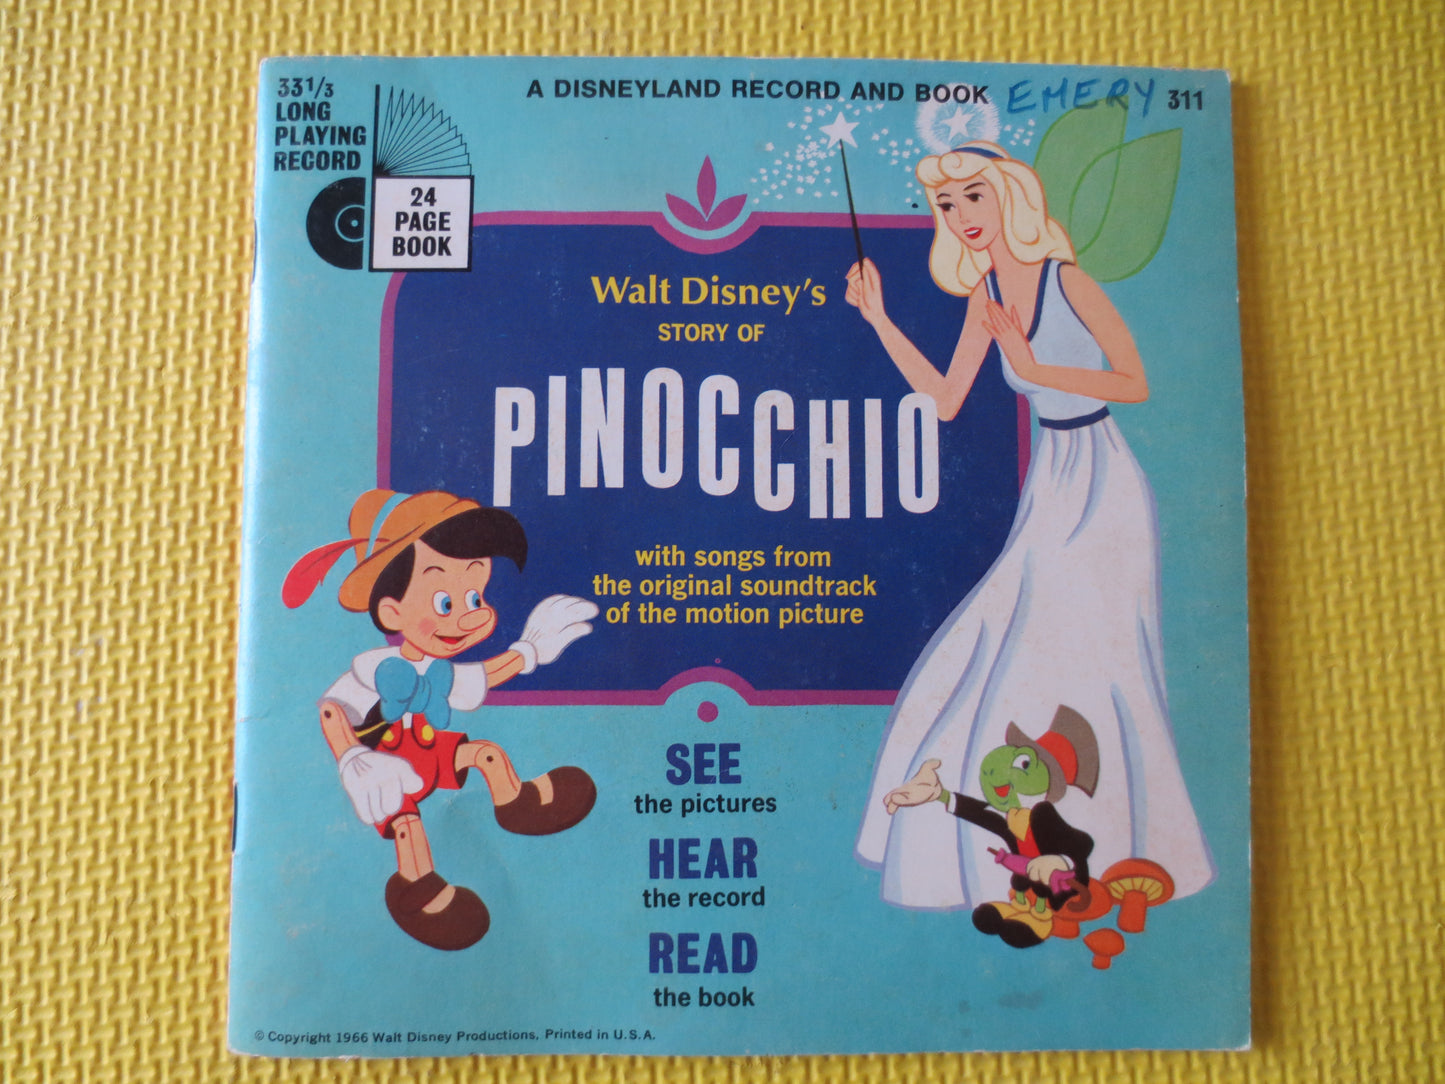 33 1/3
LONG
PLAYING
RECORD
24
PAGE
BOOK
A DISNEYLAND RECORD AND BOOK EMERY 311
Walt Disney's
STORY OF
PINOCCHIO
with songs from
the original soundtrack
of the motion picture
SEE
the pictures
HEAR
the record
READ
the book
© Copyright 1966 Walt Disney Productions, Printed in U.S.A.